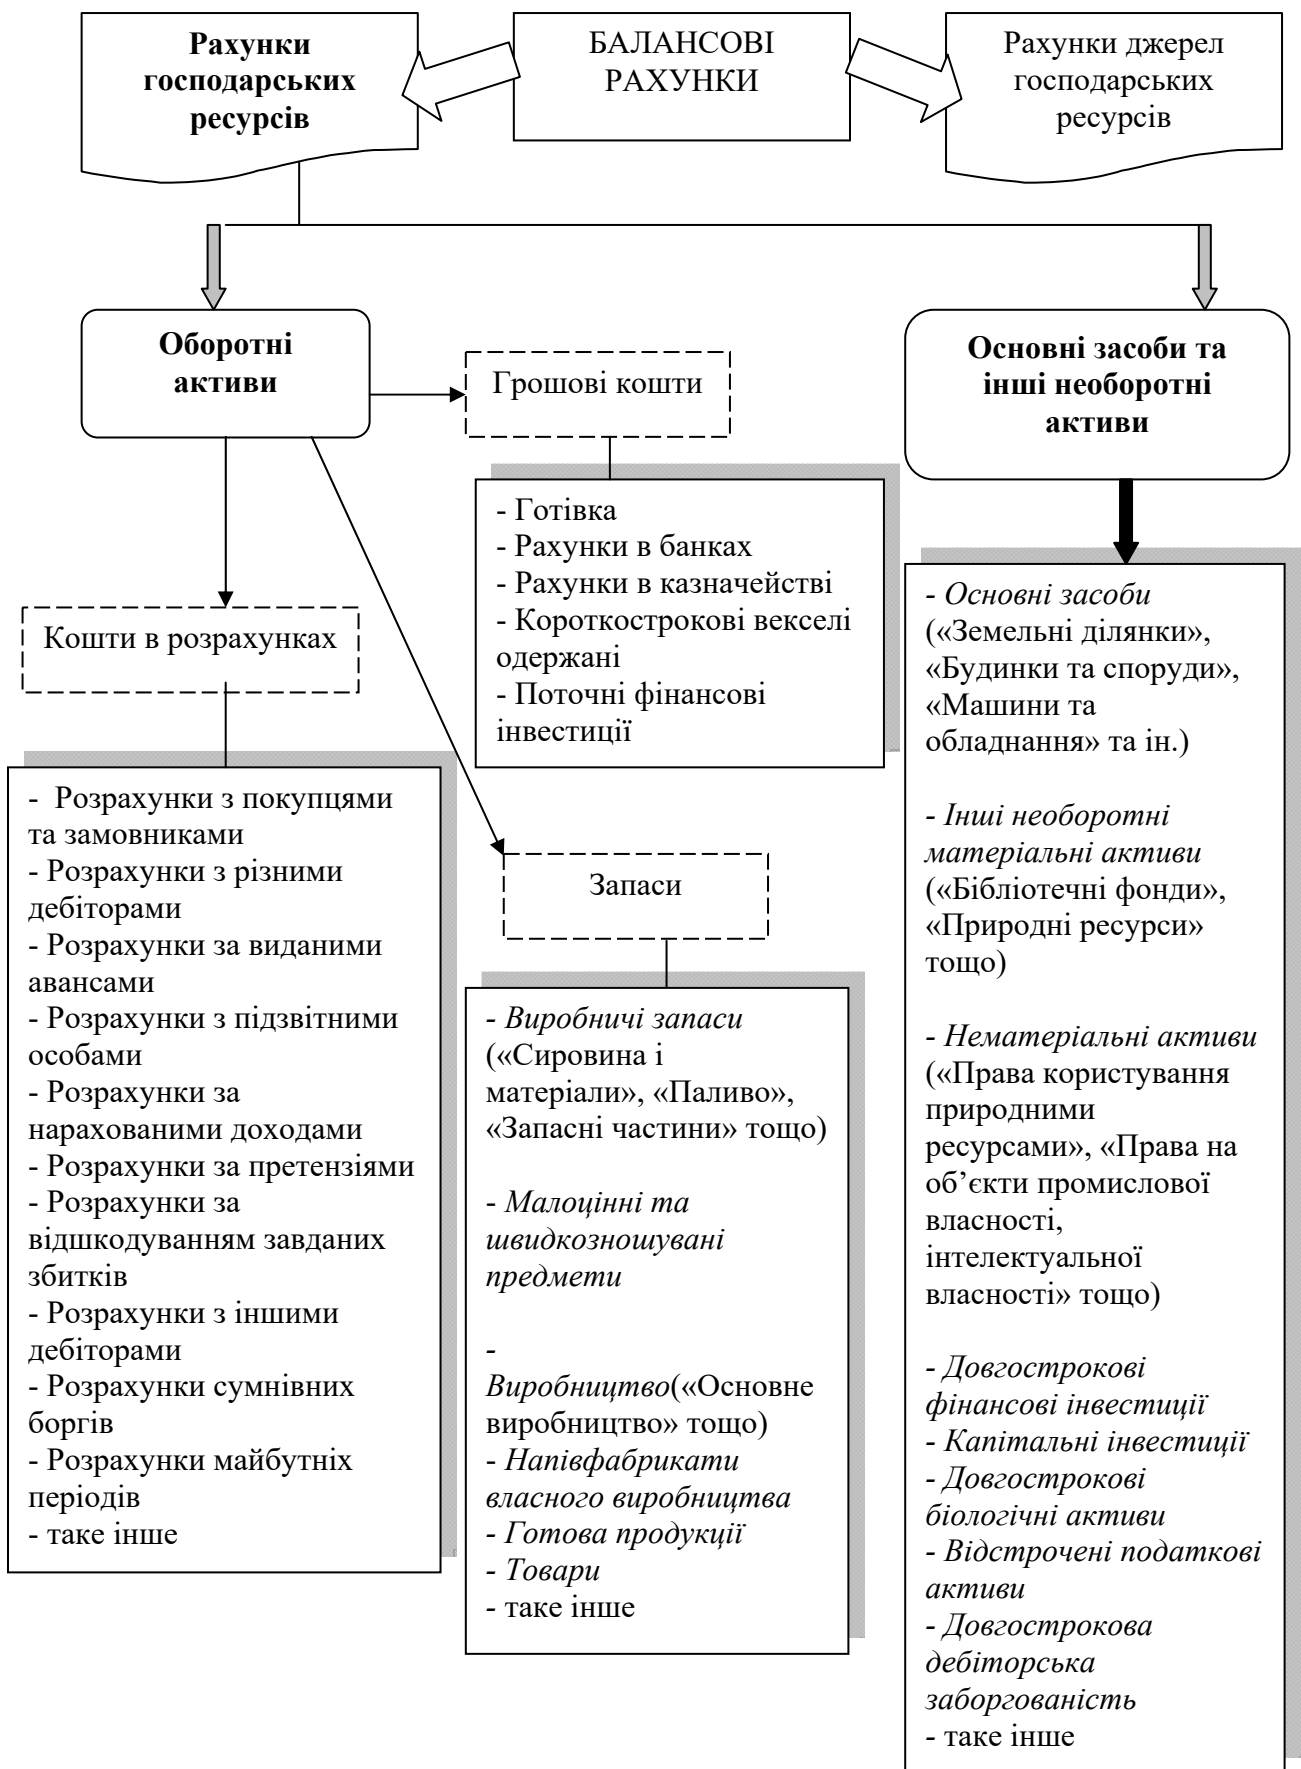 Рахунки
господарських
ресурсів
БАЛАНСОВІ
РАХУНКИ
Рахунки джерел
господарських
ресурсів
Оборотні
активи
Грошові кошти
Основні засоби та
інші необоротні
активи
- Готівка
- Рахунки в банках
- Рахунки в казначействі
- Короткострокові векселі
одержані
- Поточні фінансові
інвестиції
Кошти в розрахунках
- Розрахунки з покупцями
та замовниками
- Розрахунки з різними
дебіторами
- Розрахунки за виданими
авансами
- Розрахунки з підзвітними
особами
- Розрахунки за
нарахованими доходами
- Розрахунки за претензіями
- Розрахунки за
відшкодуванням завданих
збитків
- Розрахунки з іншими
дебіторами
- Розрахунки сумнівних
боргів
- Розрахунки майбутніх
періодів
- таке інше
Запаси
- Виробничі запаси
(«Сировина і
матеріали», «Паливо»,
«Запасні частини» тощо)
- Малоцінні та
швидкозношувані
предмети
-
Виробництво(«Основне
виробництво» тощо)
- Напівфабрикати
власного виробництва
- Готова продукції
- Товари
- таке інше
- Основні засоби
(«Земельні ділянки»,
«Будинки та споруди»,
«Машини та
обладнання» та ін.)
- Інші необоротні
матеріальні активи
(«Бібліотечні фонди»,
«Природні ресурси»
тощо)
- Нематеріальні активи
(«Права користування
природними
ресурсами», «Права на
об’єкти промислової
власності,
інтелектуальної
власності» тощо)
- Довгострокові
фінансові інвестиції
- Капітальні інвестиції
- Довгострокові
біологічні активи
- Відстрочені податкові
активи
- Довгострокова
дебіторська
заборгованість
- таке інше